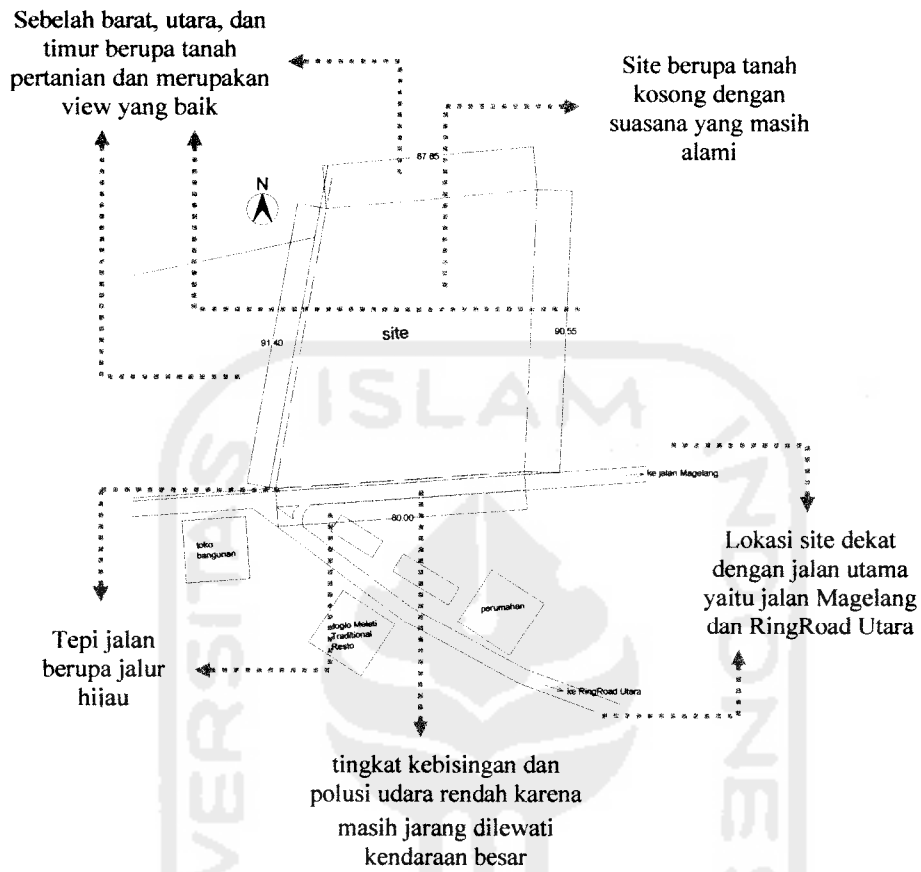 Sebelah barat, utara, dan
timur berupa tanah
pertanian dan merupakan
view yang baik
Site berupa tanah
kosong dengan
suasana yang masih
alami
N
87.85
91.40
site
90.55
ke jalan Magelang
80.00
toko
bangunan
perumahan
Joglo Melati
Traditional
Resto
ke RingRoad Utara
Lokasi site dekat
dengan jalan utama
yaitu jalan Magelang
dan RingRoad Utara
Tepi jalan
berupa jalur
hijau
tingkat kebisingan dan
polusi udara rendah karena
masih jarang dilewati
kendaraan besar
ISLAM